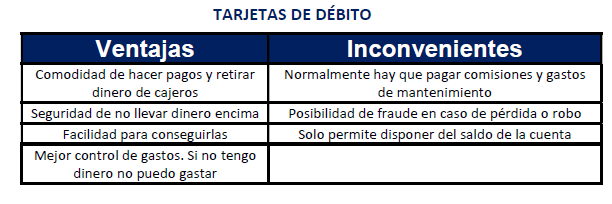 TARJETAS DE DÉBITO
Ventajas Inconvenientes
Comodidad de hacer pagos y retirar
dinero de cajeros
Normalmente hay que pagar comisiones y gastos
de mantenimiento
Seguridad de no llevar dinero encima
Posibilidad de fraude en caso de pérdida o robo
Facilidad para conseguirlas
Solo permite disponer del saldo de la cuenta
Mejor control de gastos. Si no tengo
dinero no puedo gastar